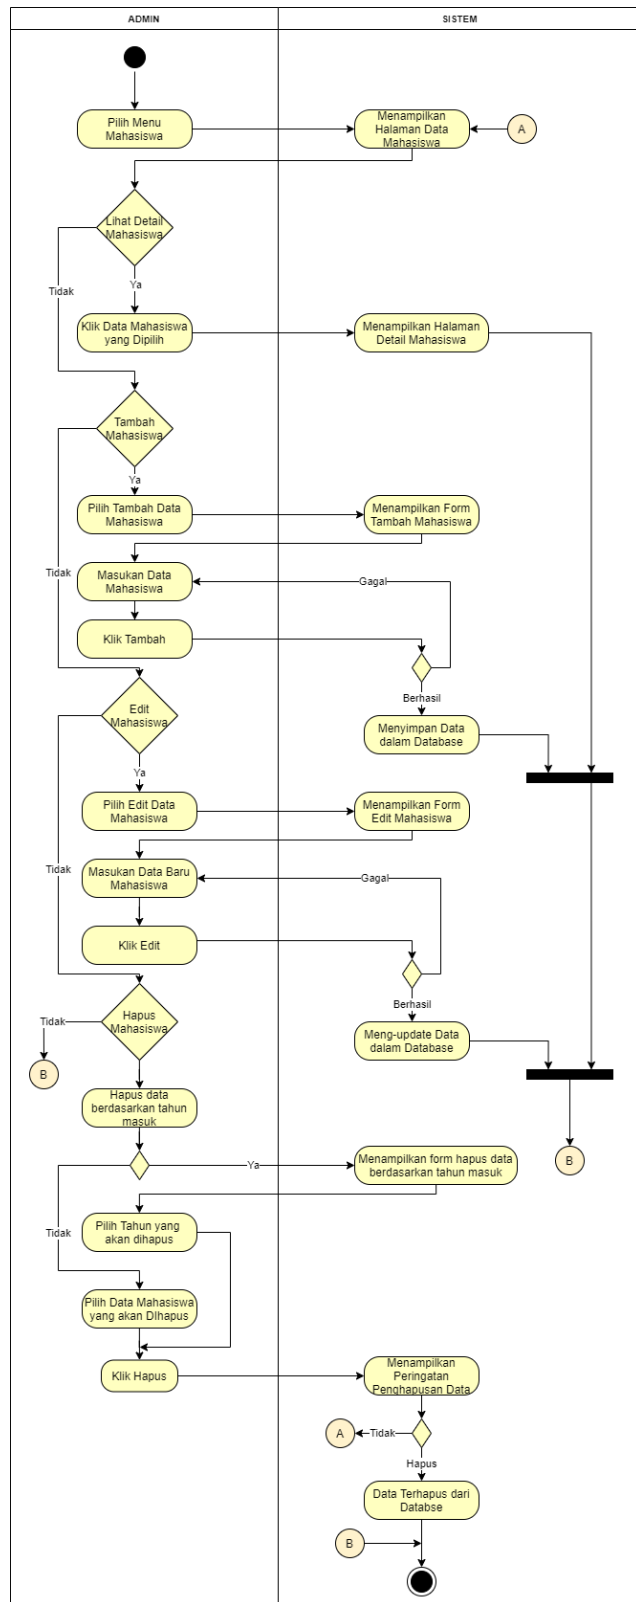 ADMIN
SISTEM
Pilih Menu
Mahasiswa
Menampilkan
Halaman Data
Mahasiswa
A
Lihat Detail
Mahasiswa
Tidak
Ya
Klik Data Mahasiswa
yang Dipilih
Menampilkan Halaman
Detail Mahasiswa
Tambah
Mahasiswa
Ya
Pilih Tambah Data
Mahasiswa
Menampilkan Form
Tambah Mahasiswa
Tidak
Masukan Data
Mahasiswa
Gagal
Klik Tambah
Berhasil
Edit
Mahasiswa
Menyimpan Data
dalam Database
Ya
Pilih Edit Data
Mahasiswa
Menampilkan Form
Edit Mahasiswa
Tidak
Masukan Data Baru
Mahasiswa
Gagal
Klik Edit
Berhasil
Hapus
Mahasiswa
Tidak
Meng-update Data
dalam Database
B
Hapus data
berdasarkan tahun
masuk
B
Ya
Menampilkan form hapus data
berdasarkan tahun masuk
Tidak
Pilih Tahun yang
akan dihapus
Pilih Data Mahasiswa
yang akan DIhapus
Klik Hapus
Menampilkan
Peringatan
Penghapusan Data
A
Tidak
Hapus
Data Terhapus dari
Databse
B